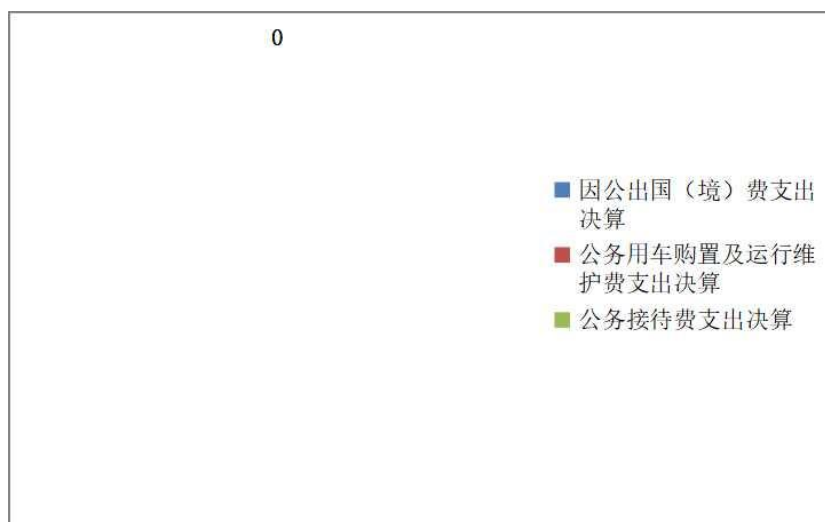 0
因公出国（境）费支出
决算
公务用车购置及运行维
护费支出决算
公务接待费支出决算